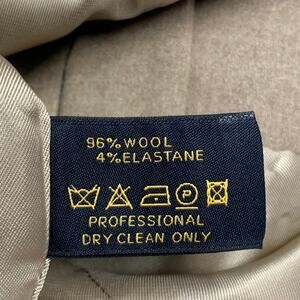 96% WOOL
4% ELASTANE
P
PROFESSIONAL
DRY CLEAN ONLY